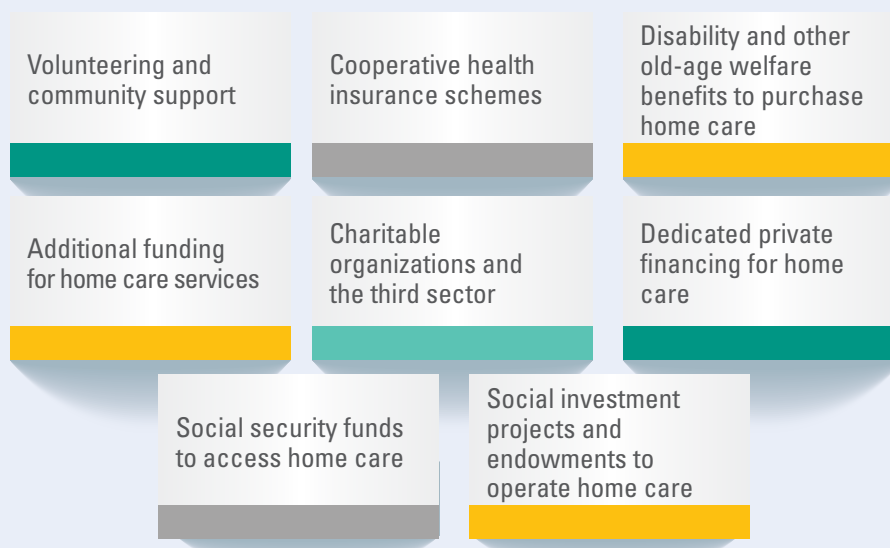 Volunteering and
community support
Cooperative health
insurance schemes
Disability and other
old-age welfare
benefits to purchase
home care
Additional funding
for home care services
Charitable
organizations and
the third sector
Dedicated private
financing for home
care
Social security funds
to access home care
Social investment
projects and
endowments to
operate home care